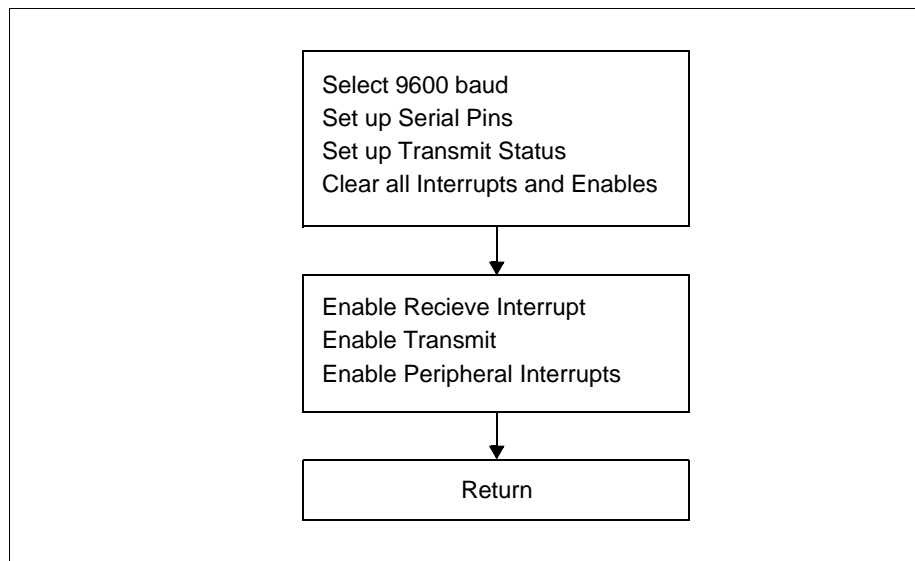 Select 9600 baud
Set up Serial Pins
Set up Transmit Status
Clear all Interrupts and Enables
Enable Recieve Interrupt
Enable Transmit
Enable Peripheral Interrupts
Return